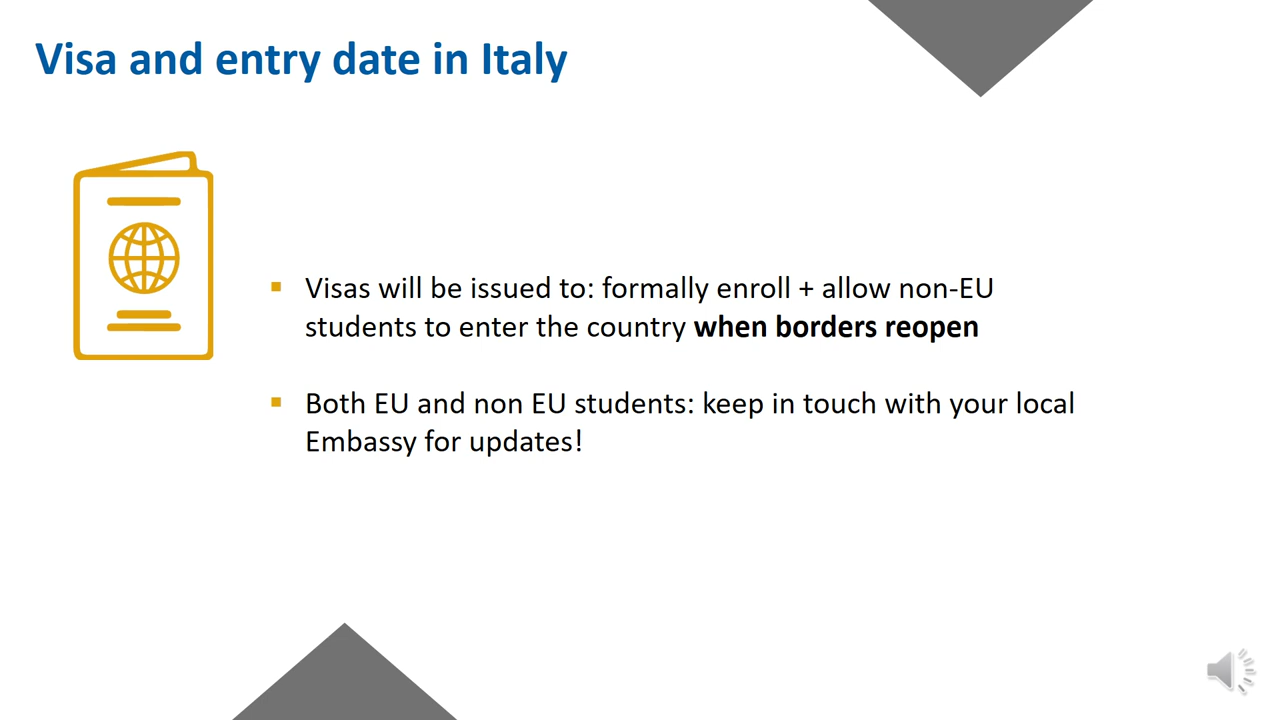 Visa and entry date in Italy
▪ Visas will be issued to: formally enroll + allow non-EU
students to enter the country when borders reopen
▪ Both EU and non EU students: keep in touch with your local
Embassy for updates!